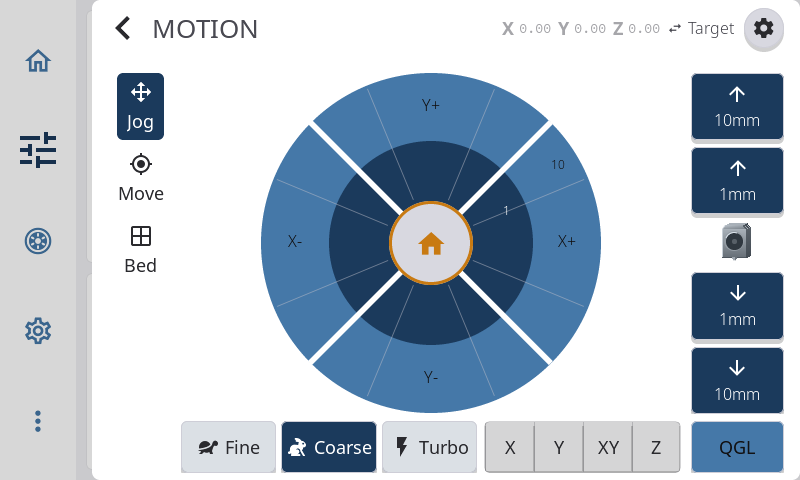 MOTION
X 0.00 Y 0.00 Z 0.00 Target
Jog
Move
Bed
Y+
10
1
X-
X+
Y-
10mm
1mm
1mm
10mm
Fine
Coarse
Turbo
X
Y
XY
Z
QGL